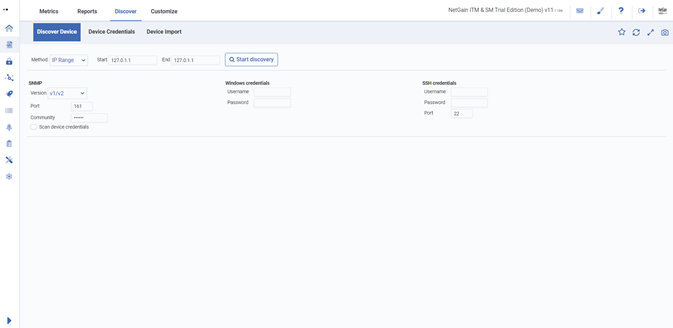 Metrics Reports Discover Customize NetGain ITM & SM Trial Edition (Demo) v11
Discover Device Device Credentials Device Import
Method IP Range Start 127.0.1.1 End 127.0.1.1 Start discovery
SNMP Windows credentials SSH credentials
Version v1/v2 Username Username
Port 161 Password Password
Community ------ Port 22
Scan device credentials